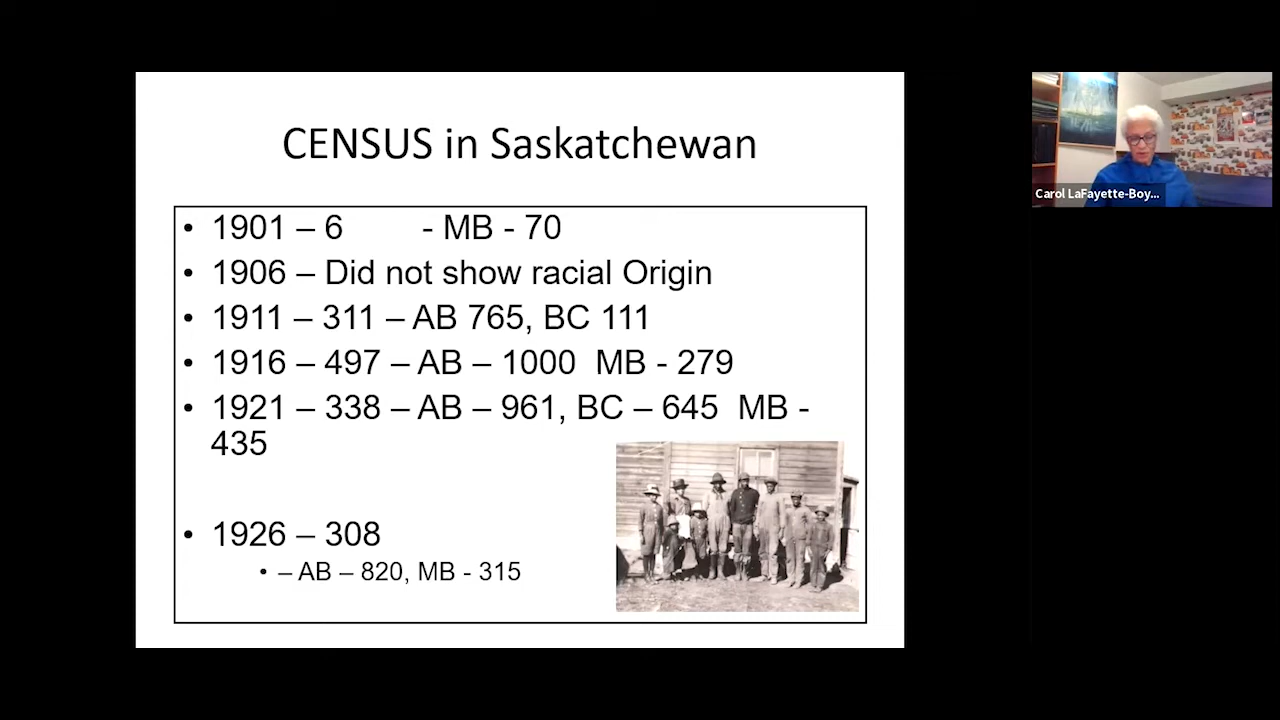 CENSUS in Saskatchewan
• 1901 – 6 - MB - 70
• 1906 – Did not show racial Origin
• 1911 – 311 – AB 765, BC 111
• 1916 – 497 – AB – 1000 MB - 279
• 1921 – 338 – AB – 961, BC – 645 MB -
435
• 1926 – 308
• – AB – 820, MB - 315
Carol LaFayette-Boy...